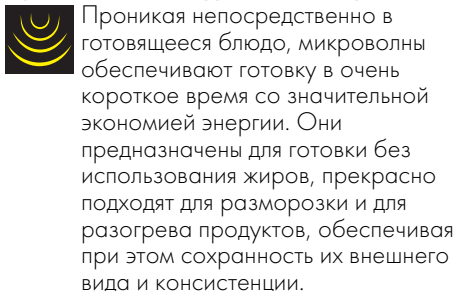 Проникая непосредственно в
готовящееся блюдо, микроволны
обеспечивают готовку в очень
короткое время со значительной
экономией энергии. Они
предназначены для готовки без
использования жиров, прекрасно
подходят для разморозки и для
разогрева продуктов, обеспечивая
при этом сохранность их внешнего
вида и консистенции.